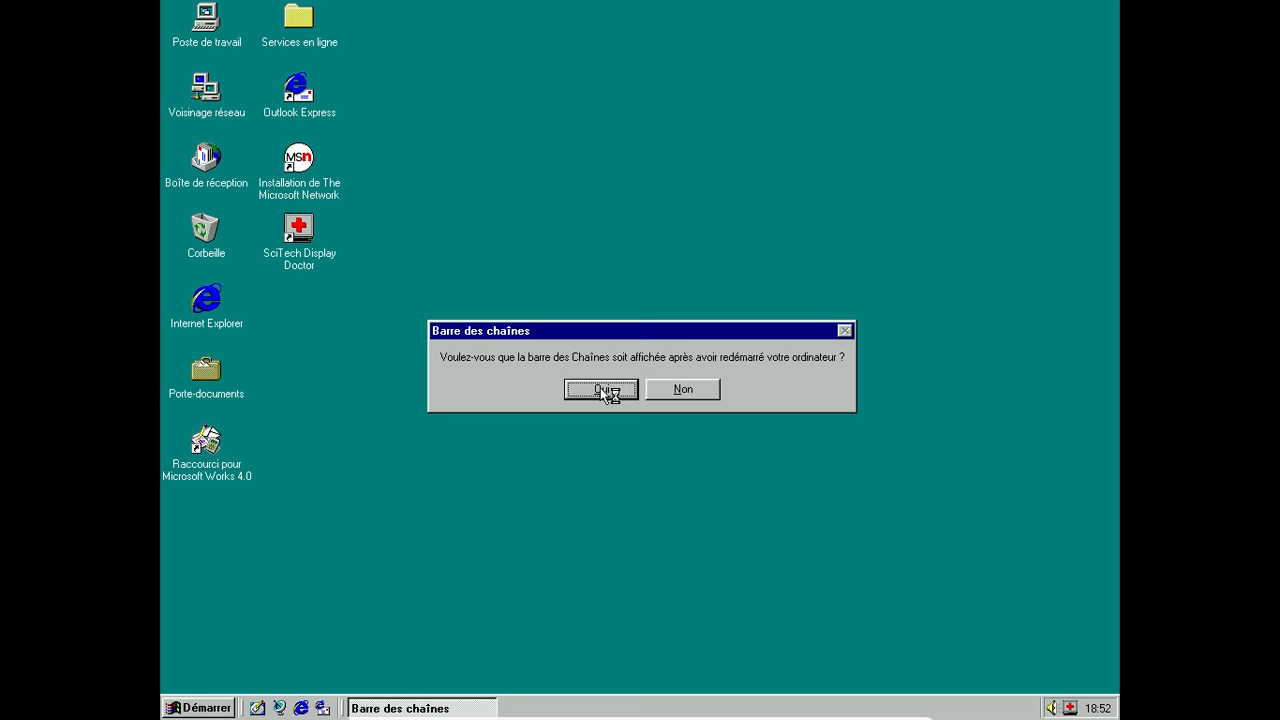 Poste de travail
Services en ligne
Voisinage réseau
Outlook Express
Boîte de réception
MSn
Installation de The
Microsoft Network
Corbeille
SciTech Display
Doctor
Internet Explorer
Porte-documents
Raccourci pour
Microsoft Works 4.0
Barre des chaînes
Voulez-vous que la barre des Chaînes soit affichée après avoir redémarré votre ordinateur ?
Non
Démarrer
Barre des chaînes
18:52